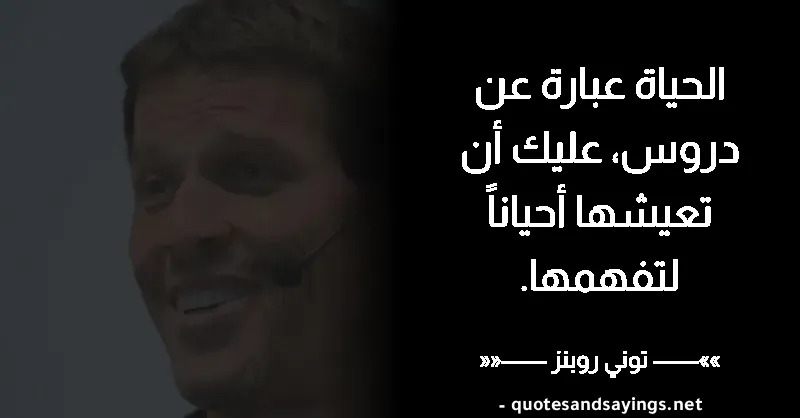 الحياة عبارة عن
دروس، عليك أن
تعيشها أحياناً
لتفهمها.
»»—— توني روبنز ——««
- quotesandsayings.net